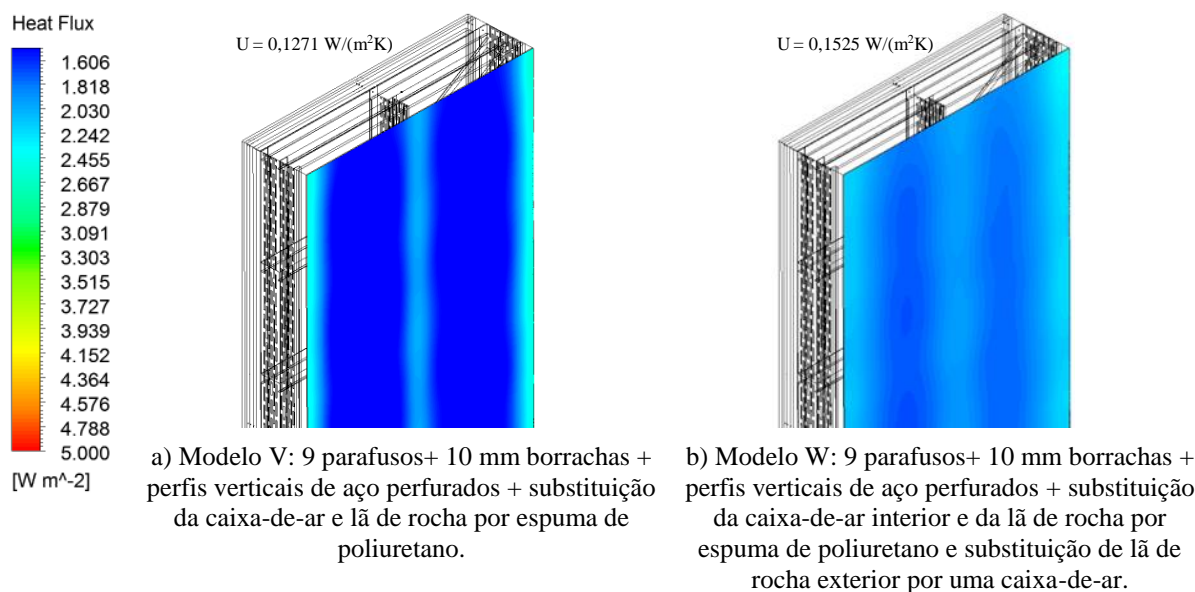 Heat Flux
1.606
1.818
2.030
2.242
2.455
2.667
2.879
3.091
3.303
3.515
3.727
3.939
4.152
4.364
4.576
4.788
5.000
[W m^-2]
U = 0,1271 W/(m²K)
a) Modelo V: 9 parafusos+ 10 mm borrachas +
perfis verticais de aço perfurados + substituição
da caixa-de-ar e lã de rocha por espuma de
poliuretano.
U = 0,1525 W/(m²K)
b) Modelo W: 9 parafusos+ 10 mm borrachas +
perfis verticais de aço perfurados + substituição
da caixa-de-ar interior e da lã de rocha por
espuma de poliuretano e substituição de lã de
rocha exterior por uma caixa-de-ar.